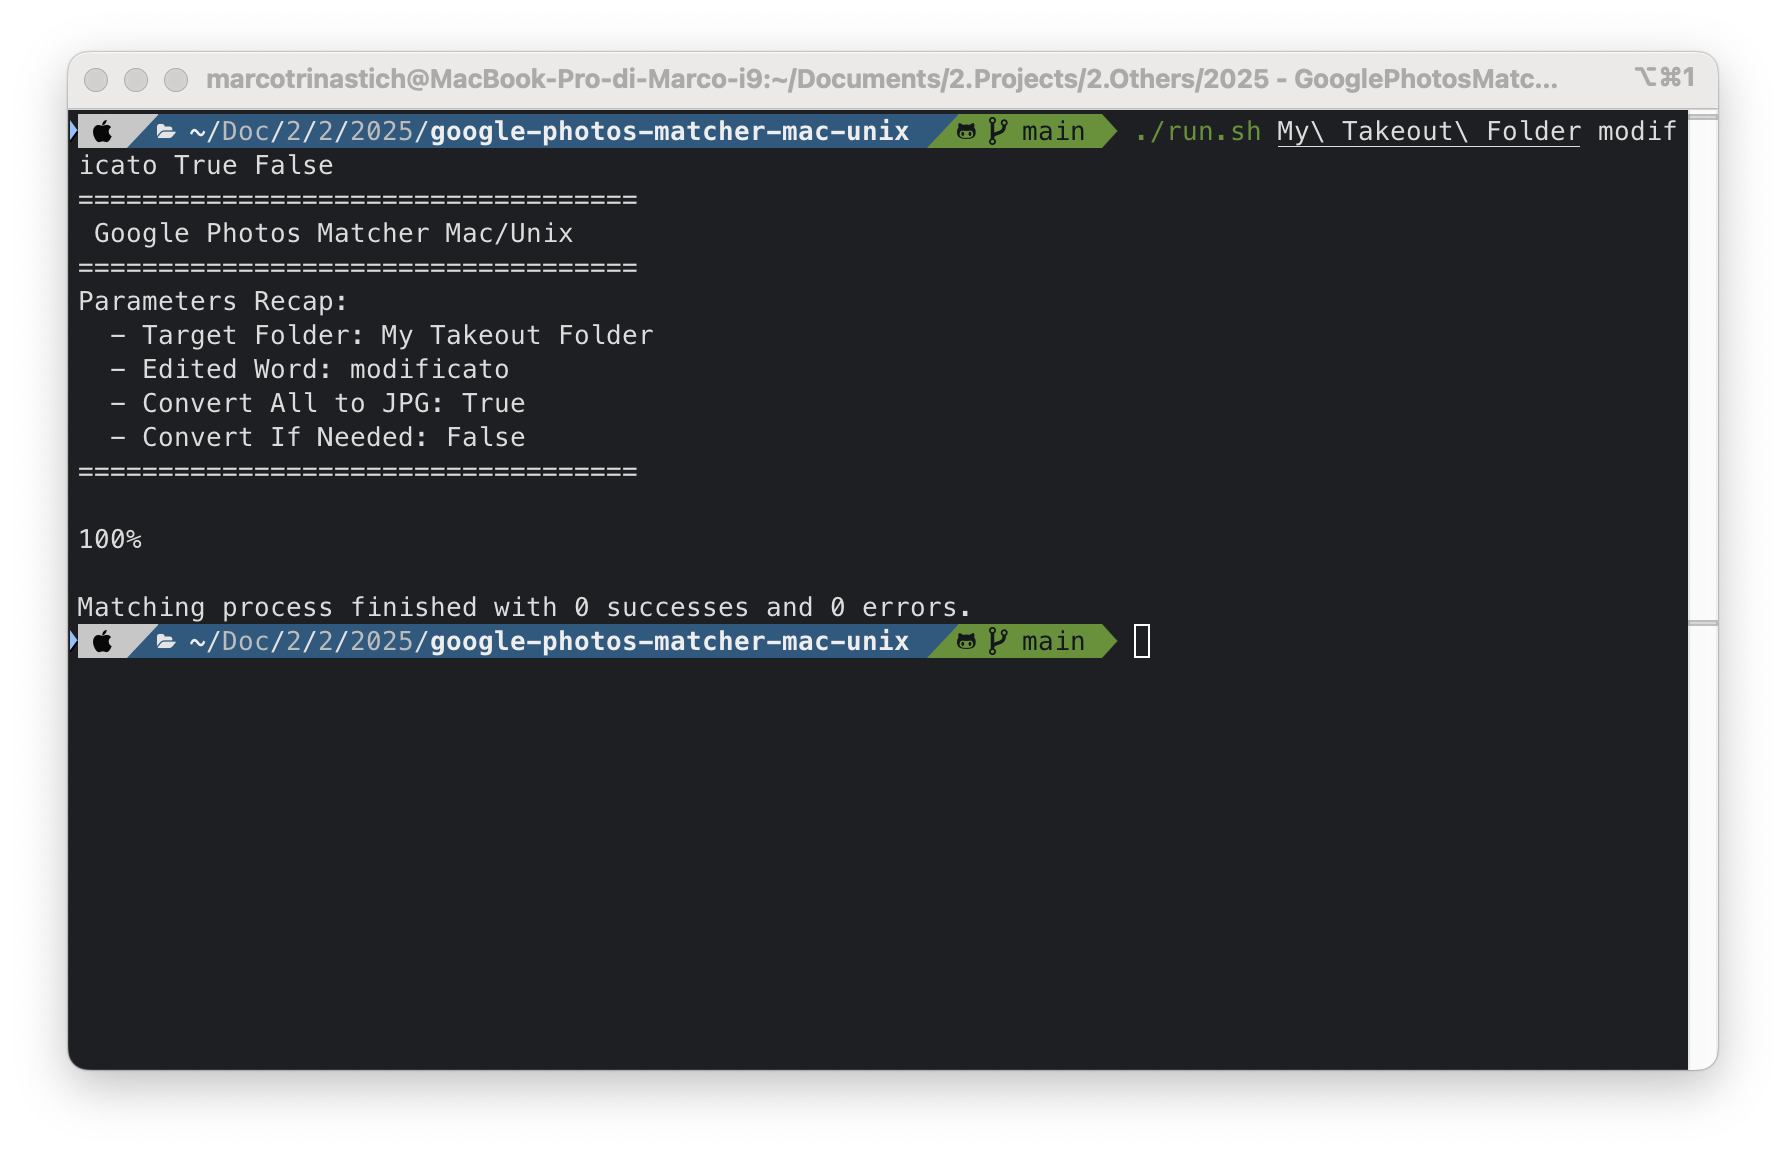 marcotrinastich@MacBook-Pro-di-Marco-i9:~/Documents/2.Projects/2.Others/2025 - GooglePhotosMatc... ⌥⌘1
~/Doc/2/2/2025/google-photos-matcher-mac-unix main ./run.sh My\ Takeout\ Folder modif
icato True False
===================================
Google Photos Matcher Mac/Unix
===================================
Parameters Recap:
- Target Folder: My Takeout Folder
- Edited Word: modificato
- Convert All to JPG: True
- Convert If Needed: False
===================================
100%
Matching process finished with 0 successes and 0 errors.
~/Doc/2/2/2025/google-photos-matcher-mac-unix main